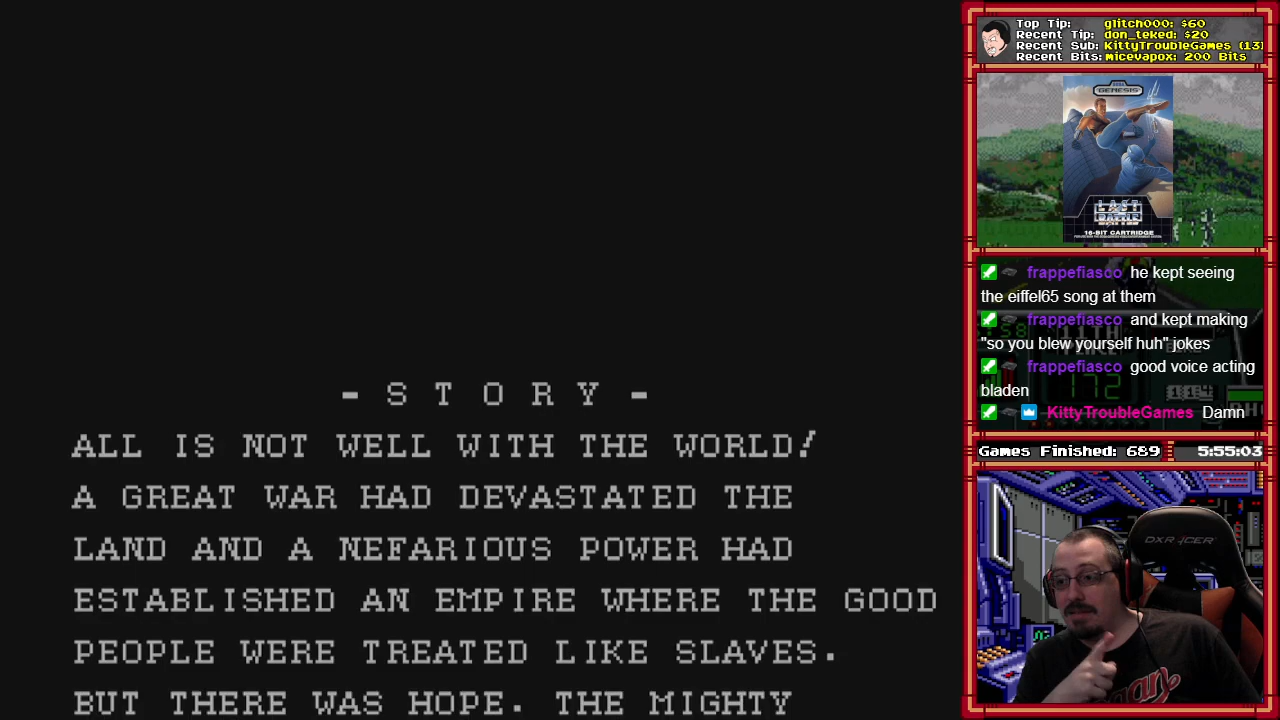 - S T O R Y -
ALL IS NOT WELL WITH THE WORLD!
A GREAT WAR HAD DEVASTATED THE
LAND AND A NEFARIOUS POWER HAD
ESTABLISHED AN EMPIRE WHERE THE GOOD
PEOPLE WERE TREATED LIKE SLAVES.
BUT THERE WAS HOPE. THE MIGHTY
Top Tip: glitch000: $60
Recent Tip: don_teked: $20
Recent Sub: KittyTroubleGames (13)
Recent Bits: micevapox: 200 Bits
GENESIS
LAST
BATTLE
16-BIT CARTRIDGE
frappefiasco he kept seeing
the eiffel65 song at them
frappefiasco and kept making
"so you blew yourself huh" jokes
frappefiasco good voice acting
bladen
KittyTroubleGames Damn
172
Games Finished: 689 5:55:03
DXRACER